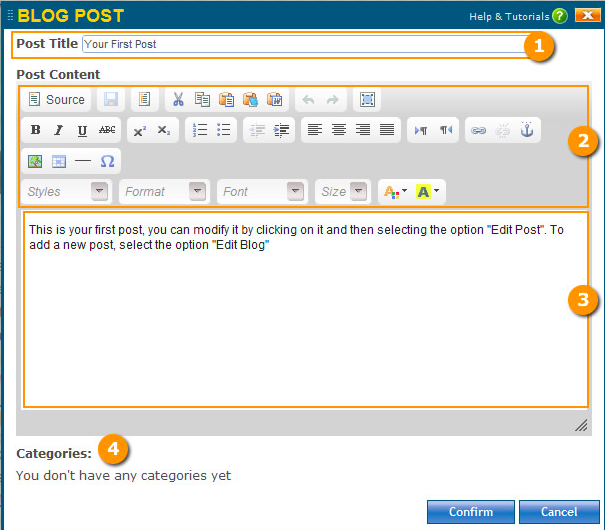 BLOG POST
Help & Tutorials ?
Post Title Your First Post
1
Post Content
Source
B I U ABC x² x₂
2
Styles Format Font Size A A
This is your first post, you can modify it by clicking on it and then selecting the option "Edit Post". To
add a new post, select the option "Edit Blog"
3
Categories: 4
You don't have any categories yet
Confirm Cancel